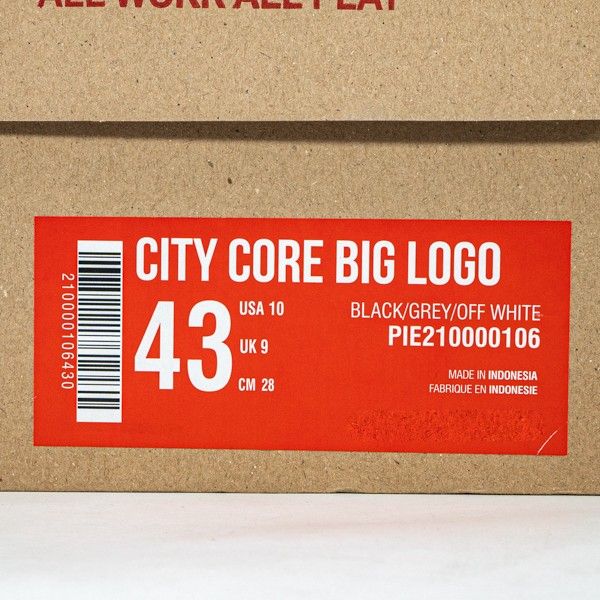 ALL WORK ALL PLAY
CITY CORE BIG LOGO
43
USA 10
UK 9
CM 28
BLACK/GREY/OFF WHITE
PIE210000106
MADE IN INDONESIA
FABRIQUE EN INDONESIE
210000106430